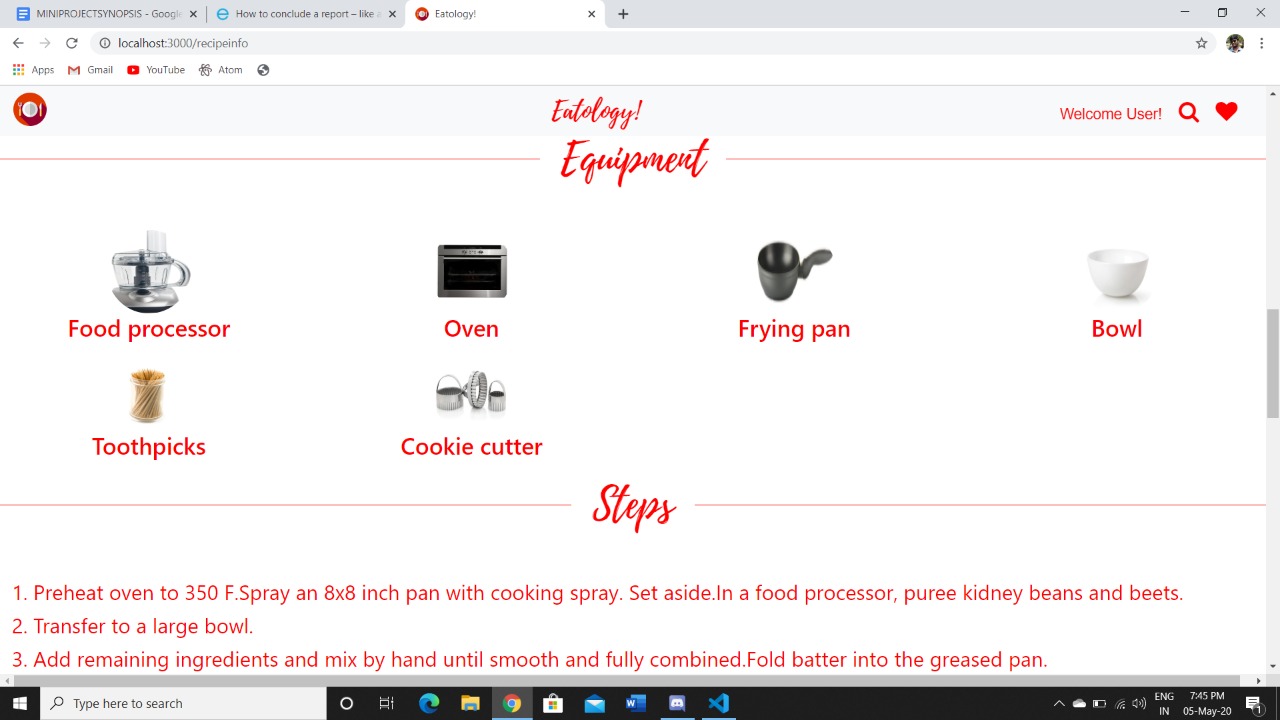 MINIPROJECTSYNOPSIS - Google
How to conclude a report – like a
Eatology!
localhost:3000/recipeinfo
Apps Gmail YouTube Atom
Eatology!
Welcome User!
Equipment
Food processor Oven Frying pan Bowl
Toothpicks Cookie cutter
Steps
1. Preheat oven to 350 F.Spray an 8x8 inch pan with cooking spray. Set aside.In a food processor, puree kidney beans and beets.
2. Transfer to a large bowl.
3. Add remaining ingredients and mix by hand until smooth and fully combined.Fold batter into the greased pan.
Type here to search
ENG 7:45 PM
IN 05-May-20
1